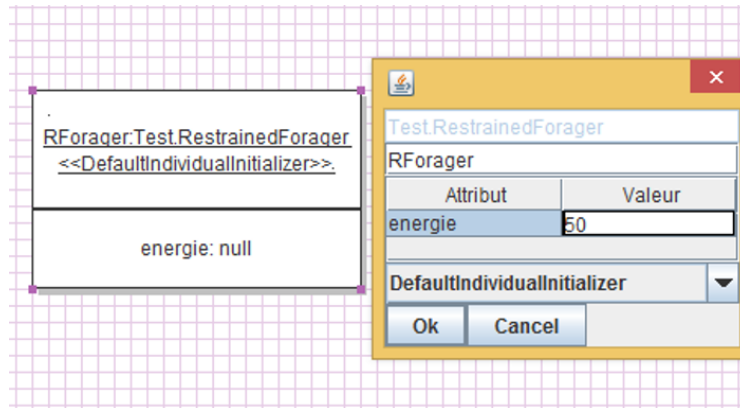 .
RForager:Test.RestrainedForager
<<DefaultIndividualInitializer>>.
energie: null
Test.RestrainedForager
RForager
Attribut Valeur
energie 50
DefaultIndividualInitializer
Ok Cancel